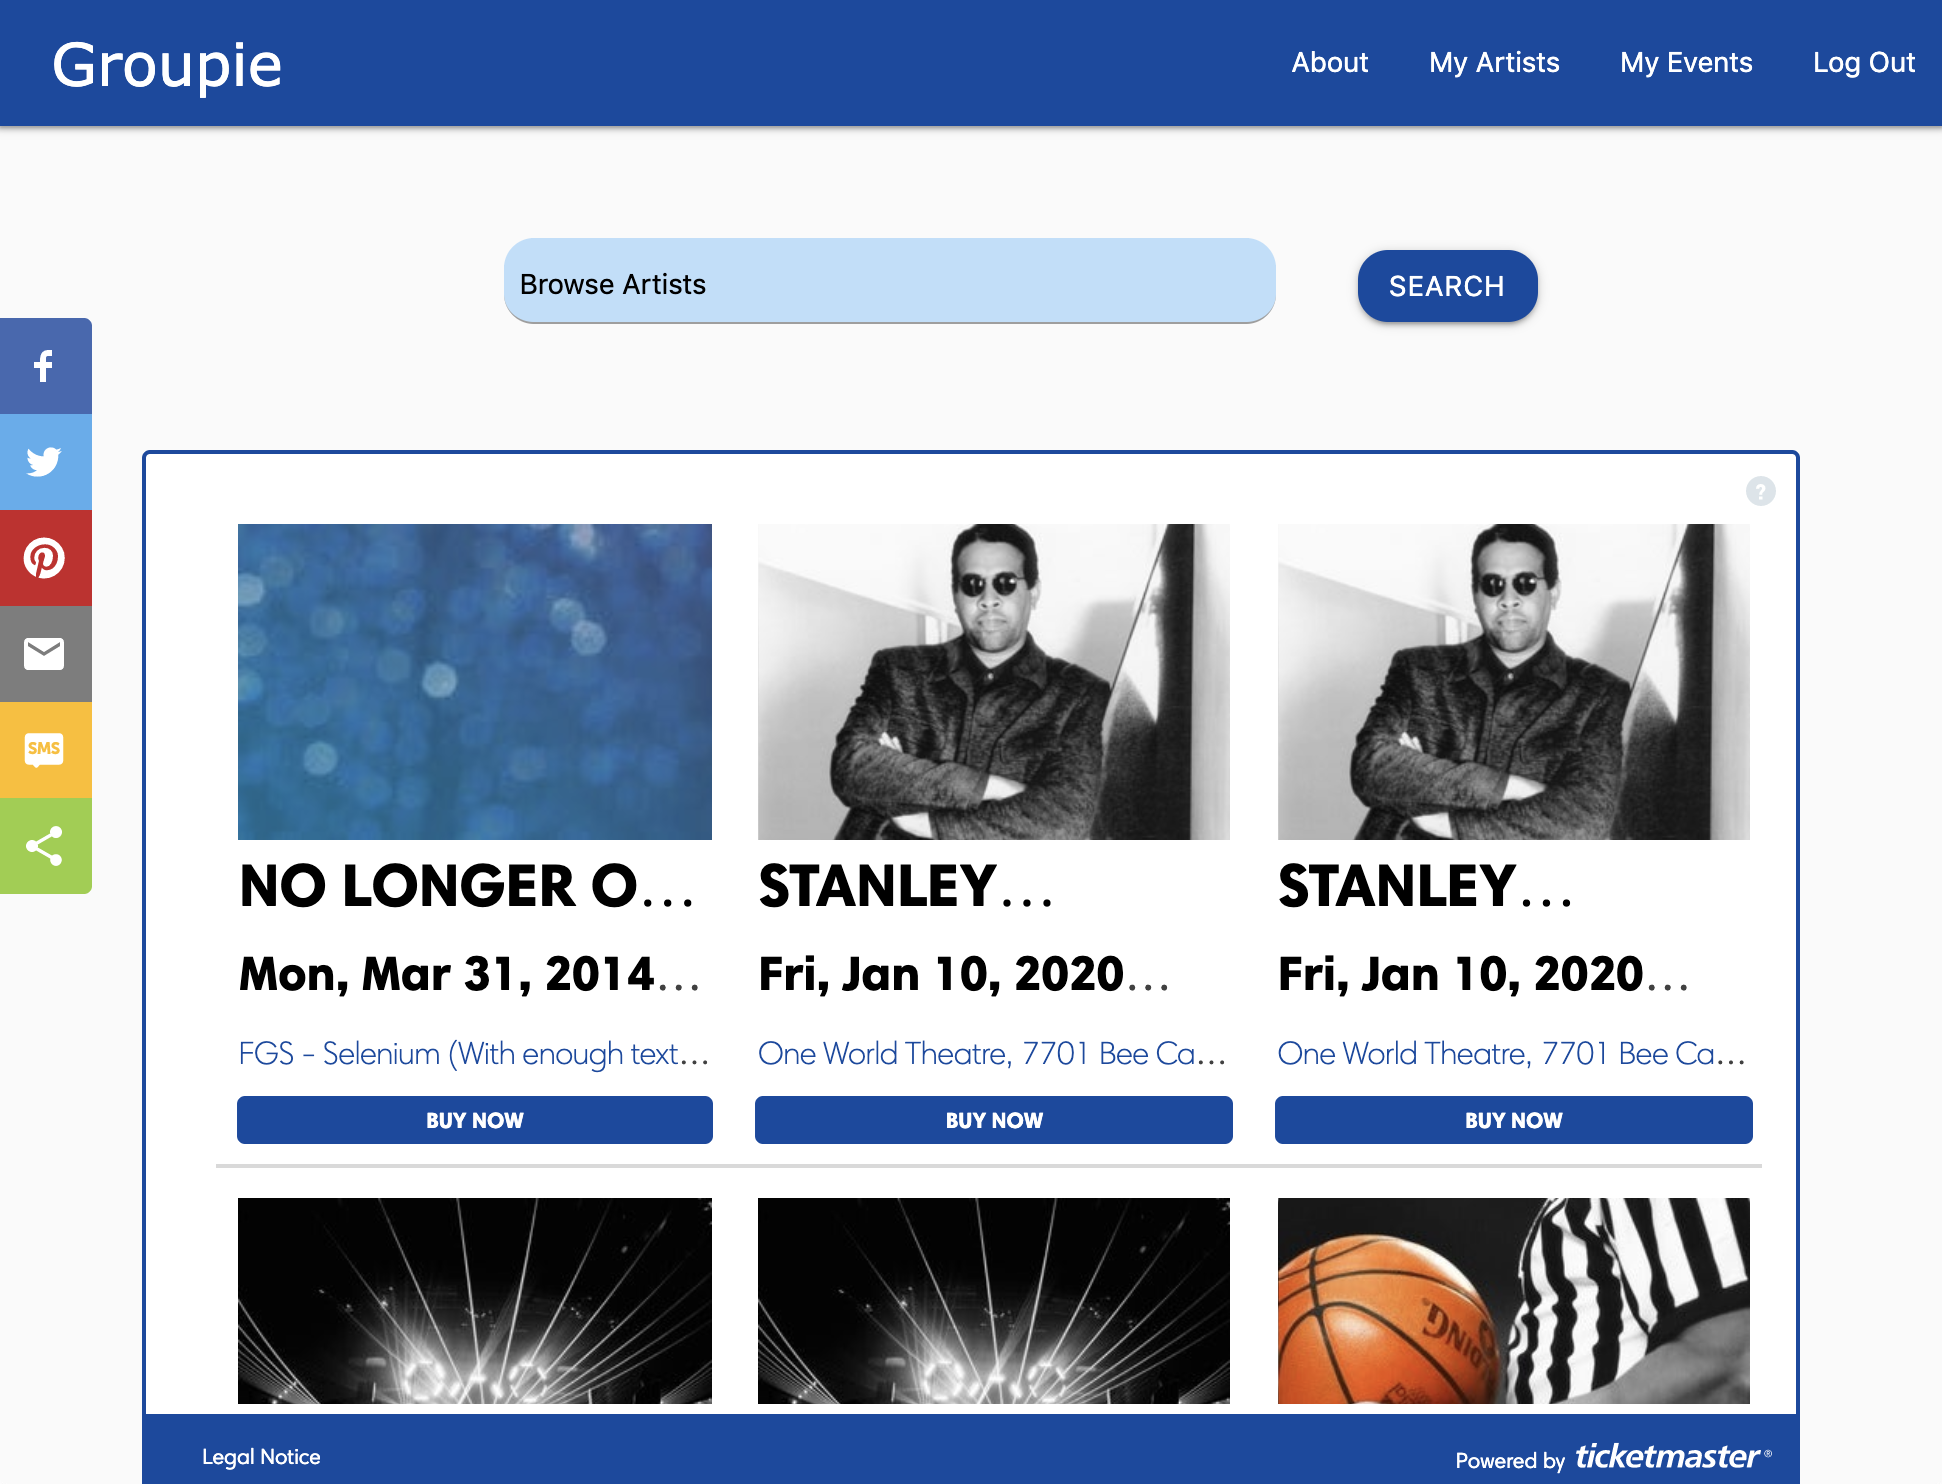 Groupie
About
My Artists
My Events
Log Out
Browse Artists
SEARCH
SMS
?
NO LONGER O...
STANLEY...
STANLEY...
Mon, Mar 31, 2014...
Fri, Jan 10, 2020...
Fri, Jan 10, 2020...
FGS - Selenium (With enough text...
One World Theatre, 7701 Bee Ca...
One World Theatre, 7701 Bee Ca...
BUY NOW
BUY NOW
BUY NOW
Legal Notice
Powered by ticketmaster®